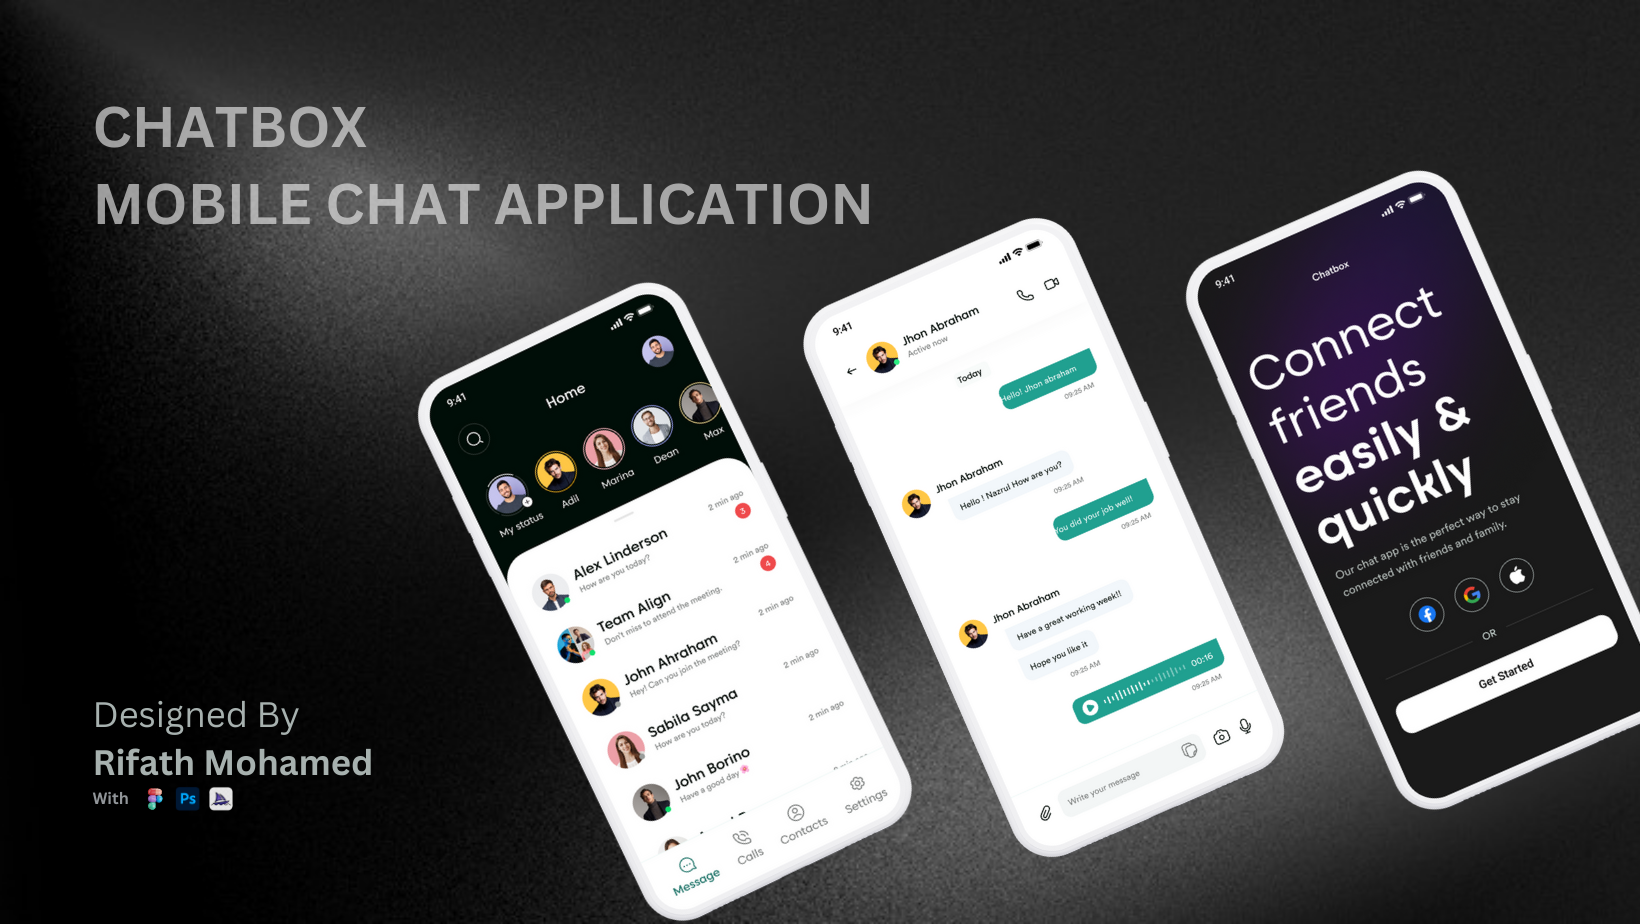 CHATBOX
MOBILE CHAT APPLICATION
Designed By
Rifath Mohamed
With
Ps
9:41
Home
My status
Adil
Marina
Dean
Max
Alex Linderson
How are you today?
2 min ago
3
Team Align
Don't miss to attend the meeting.
2 min ago
4
John Ahraham
Hey! Can you join the meeting?
2 min ago
Sabila Sayma
How are you today?
2 min ago
John Borino
Have a good day
2 min ago
Message
Calls
Contacts
Settings
9:41
Jhon Abraham
Active now
Today
Hello! Jhon abraham
09:25 AM
Jhon Abraham
Hello ! Nazrul How are you?
09:25 AM
You did your job well!
09:25 AM
Jhon Abraham
Have a great working week!!
Hope you like it
09:25 AM
00:16
09:25 AM
Write your message
9:41
Chatbox
Connect
friends
easily &
quickly
Our chat app is the perfect way to stay
connected with friends and family.
OR
Get Started